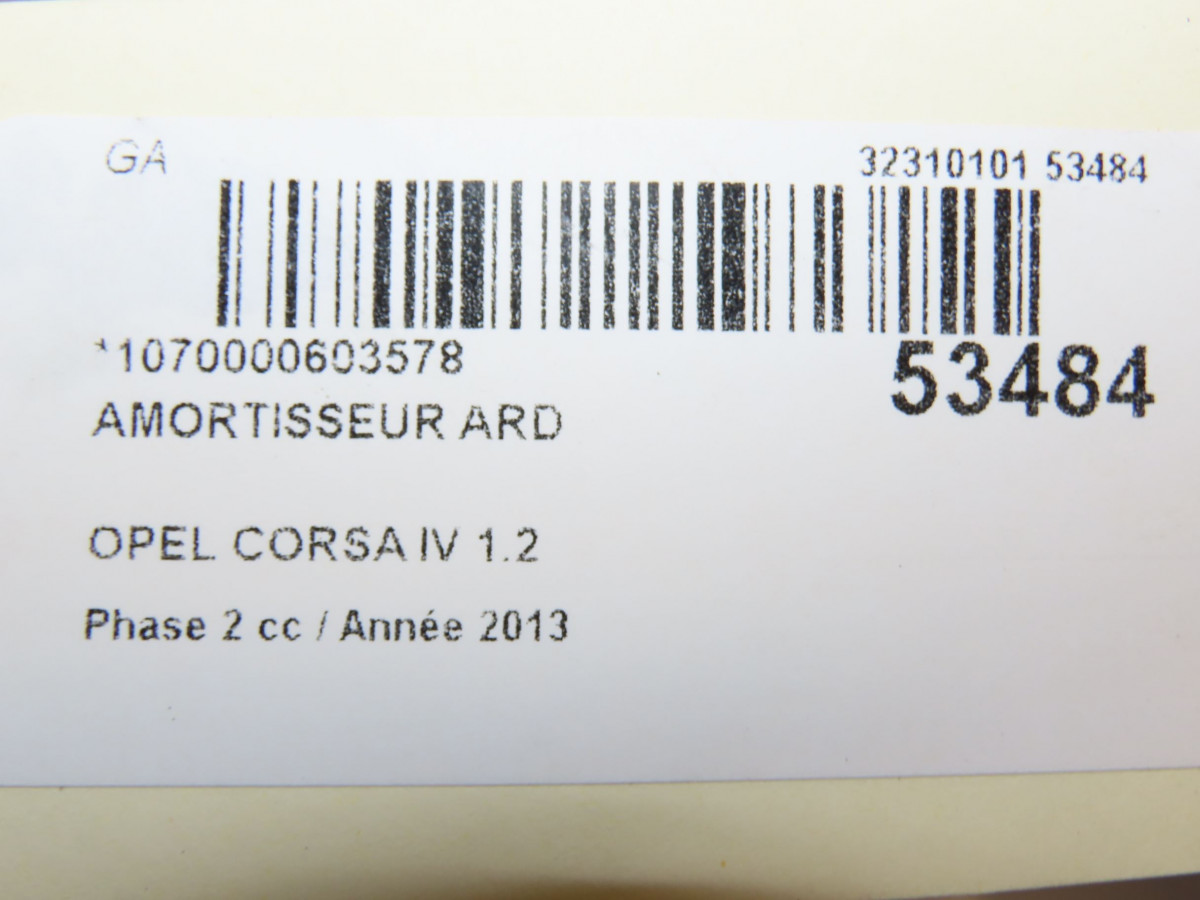 GA
32310101 53484
*1070000603578
53484
AMORTISSEUR ARD
OPEL CORSA IV 1.2
Phase 2 cc / Année 2013